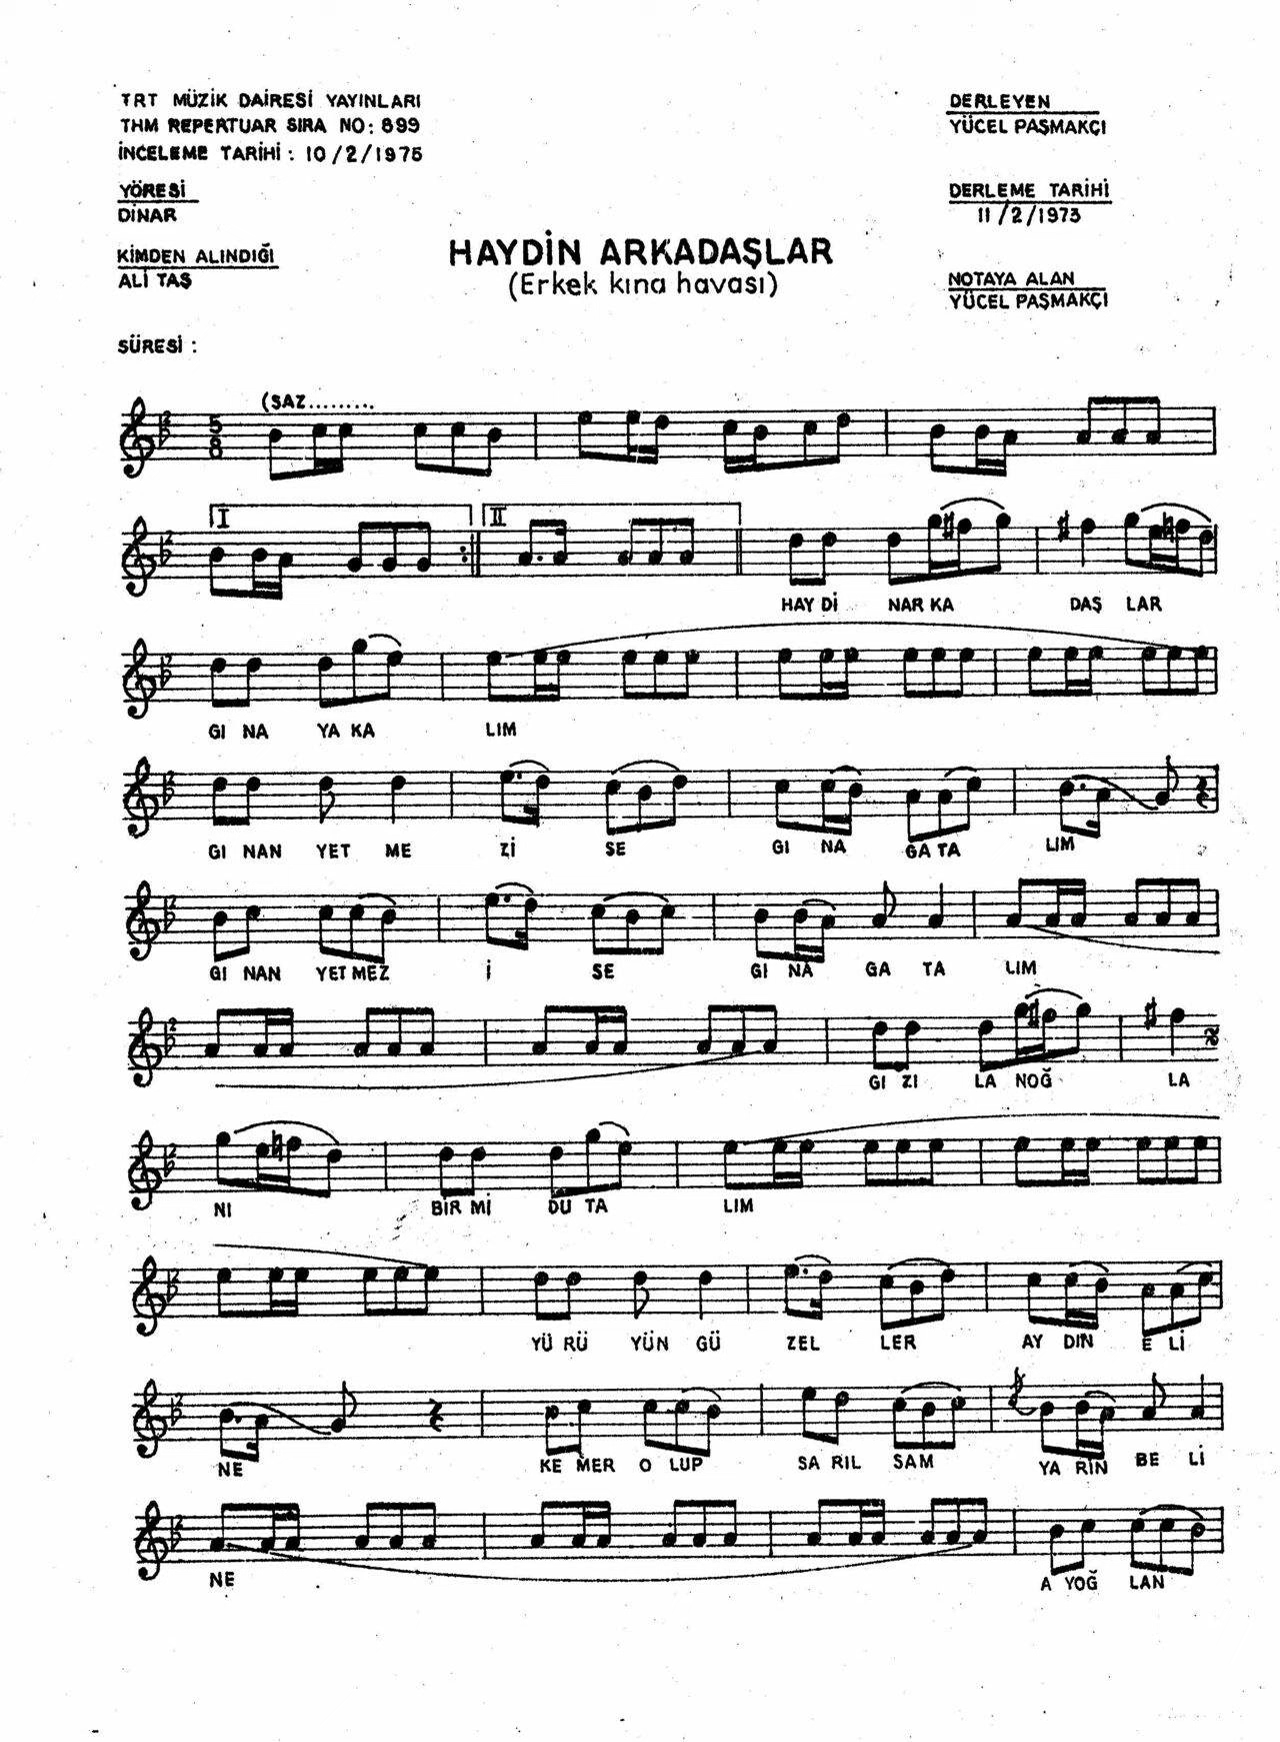 TRT MÜZİK DAİRESİ YAYINLARI
THM REPERTUAR SIRA NO: 899
İNCELEME TARİHİ : 10/2/1975
YÖRESİ
DİNAR
KİMDEN ALINDIĞI
ALİ TAŞ
SÜRESİ :
HAYDİN ARKADAŞLAR
(Erkek kına havası)
DERLEYEN
YÜCEL PAŞMAKÇI
DERLEME TARİHİ
11/2/1973
NOTAYA ALAN
YÜCEL PAŞMAKÇI
(SAZ.........
5
8
I II
HAY Dİ NAR KA DAŞ LAR
GI NA YA KA LIM
GI NAN YET ME Zİ SE GI NA GA TA LIM
GI NAN YET MEZ İ SE GI NA GA TA LIM
GI ZI LA NOĞ LA
NI BİR Mİ DU TA LIM
YÜ RÜ YÜN GÜ ZEL LER AY DIN E Lİ
NE KE MER O LUP SA RIL SAM YA RİN BE Lİ
NE A YOĞ LAN